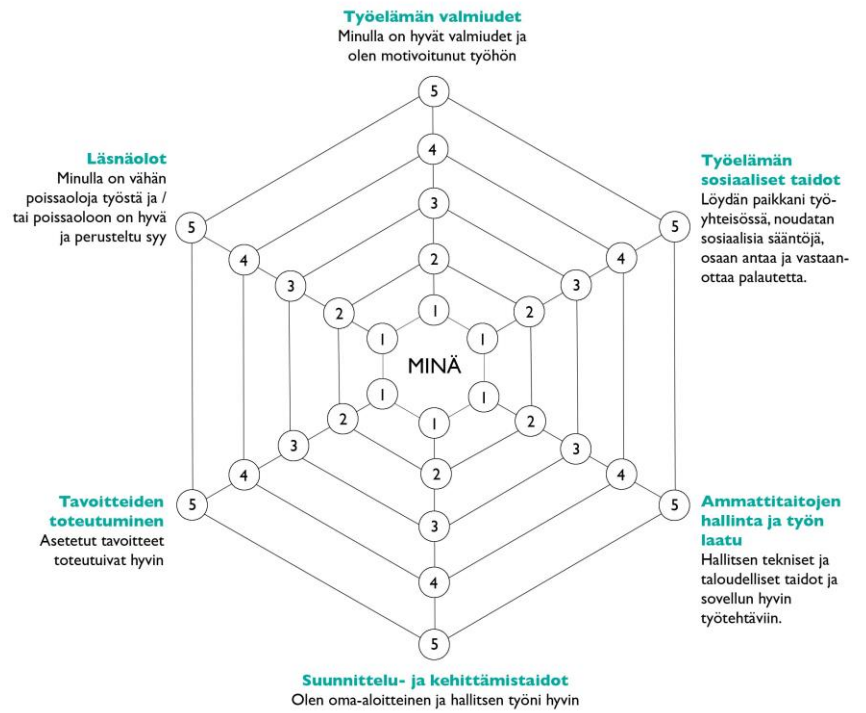 Työelämän valmiudet
Minulla on hyvät valmiudet ja
olen motivoitunut työhön
5
Läsnäolot
Minulla on vähän
poissaoloja työstä ja /
tai poissaoloon on hyvä
ja perusteltu syy
4
Työelämän
sosiaaliset taidot
Löydän paikkani työ-
yhteisössä, noudatan
sosiaalisia sääntöjä,
osaan antaa ja vastaan-
ottaa palautetta.
3
5 5
4 2 4
3 3
2 1 2
1 1
MINÄ
1 1
2 1 2
3 3
4 2 4
5 5
Tavoitteiden
toteutuminen
Asetetut tavoitteet
toteutuivat hyvin
3
Ammattitaitojen
hallinta ja työn
laatu
Hallitsen tekniset ja
taloudelliset taidot ja
sovellun hyvin
työtehtäviin.
4
5
Suunnittelu- ja kehittämistaidot
Olen oma-aloitteinen ja hallitsen työni hyvin